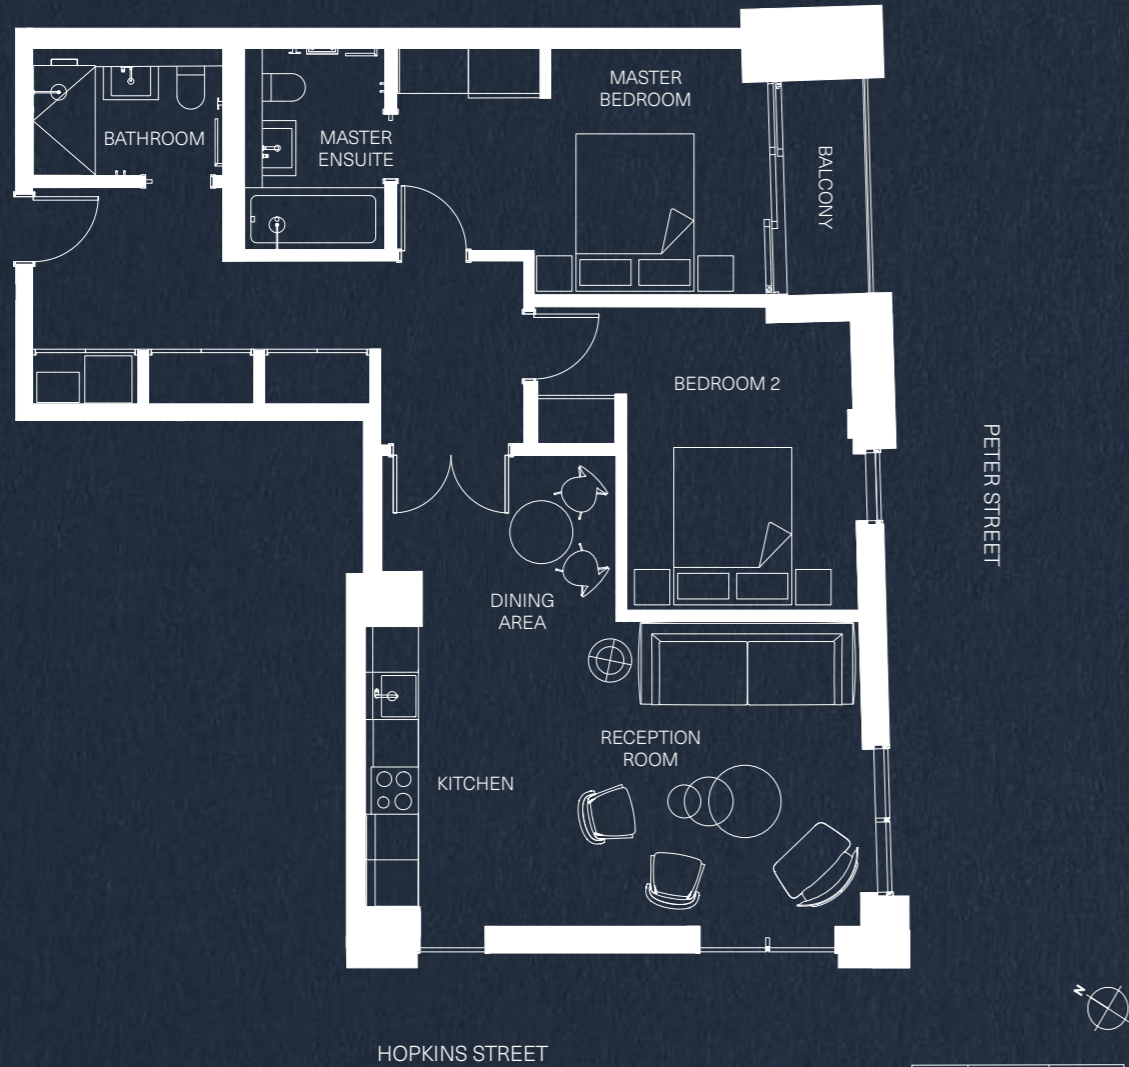 MASTER
BEDROOM
BATHROOM
MASTER
ENSUITE
BALCONY
BEDROOM 2
PETER STREET
DINING
AREA
RECEPTION
ROOM
KITCHEN
N
HOPKINS STREET